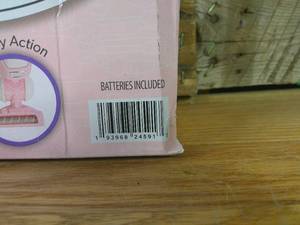 y Action
BATTERIES INCLUDED
1 93968 24591